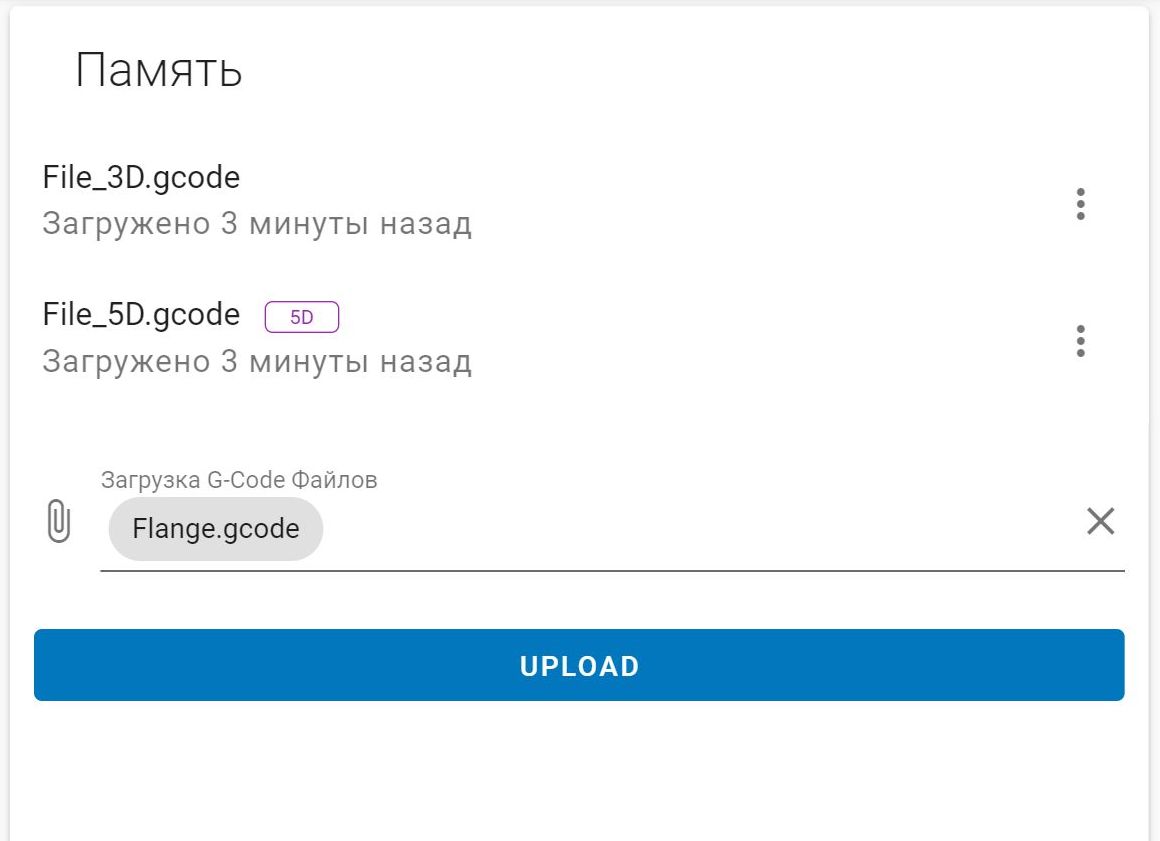 Память
File_3D.gcode
Загружено 3 минуты назад
File_5D.gcode 5D
Загружено 3 минуты назад
Загрузка G-Code Файлов
Flange.gcode
UPLOAD